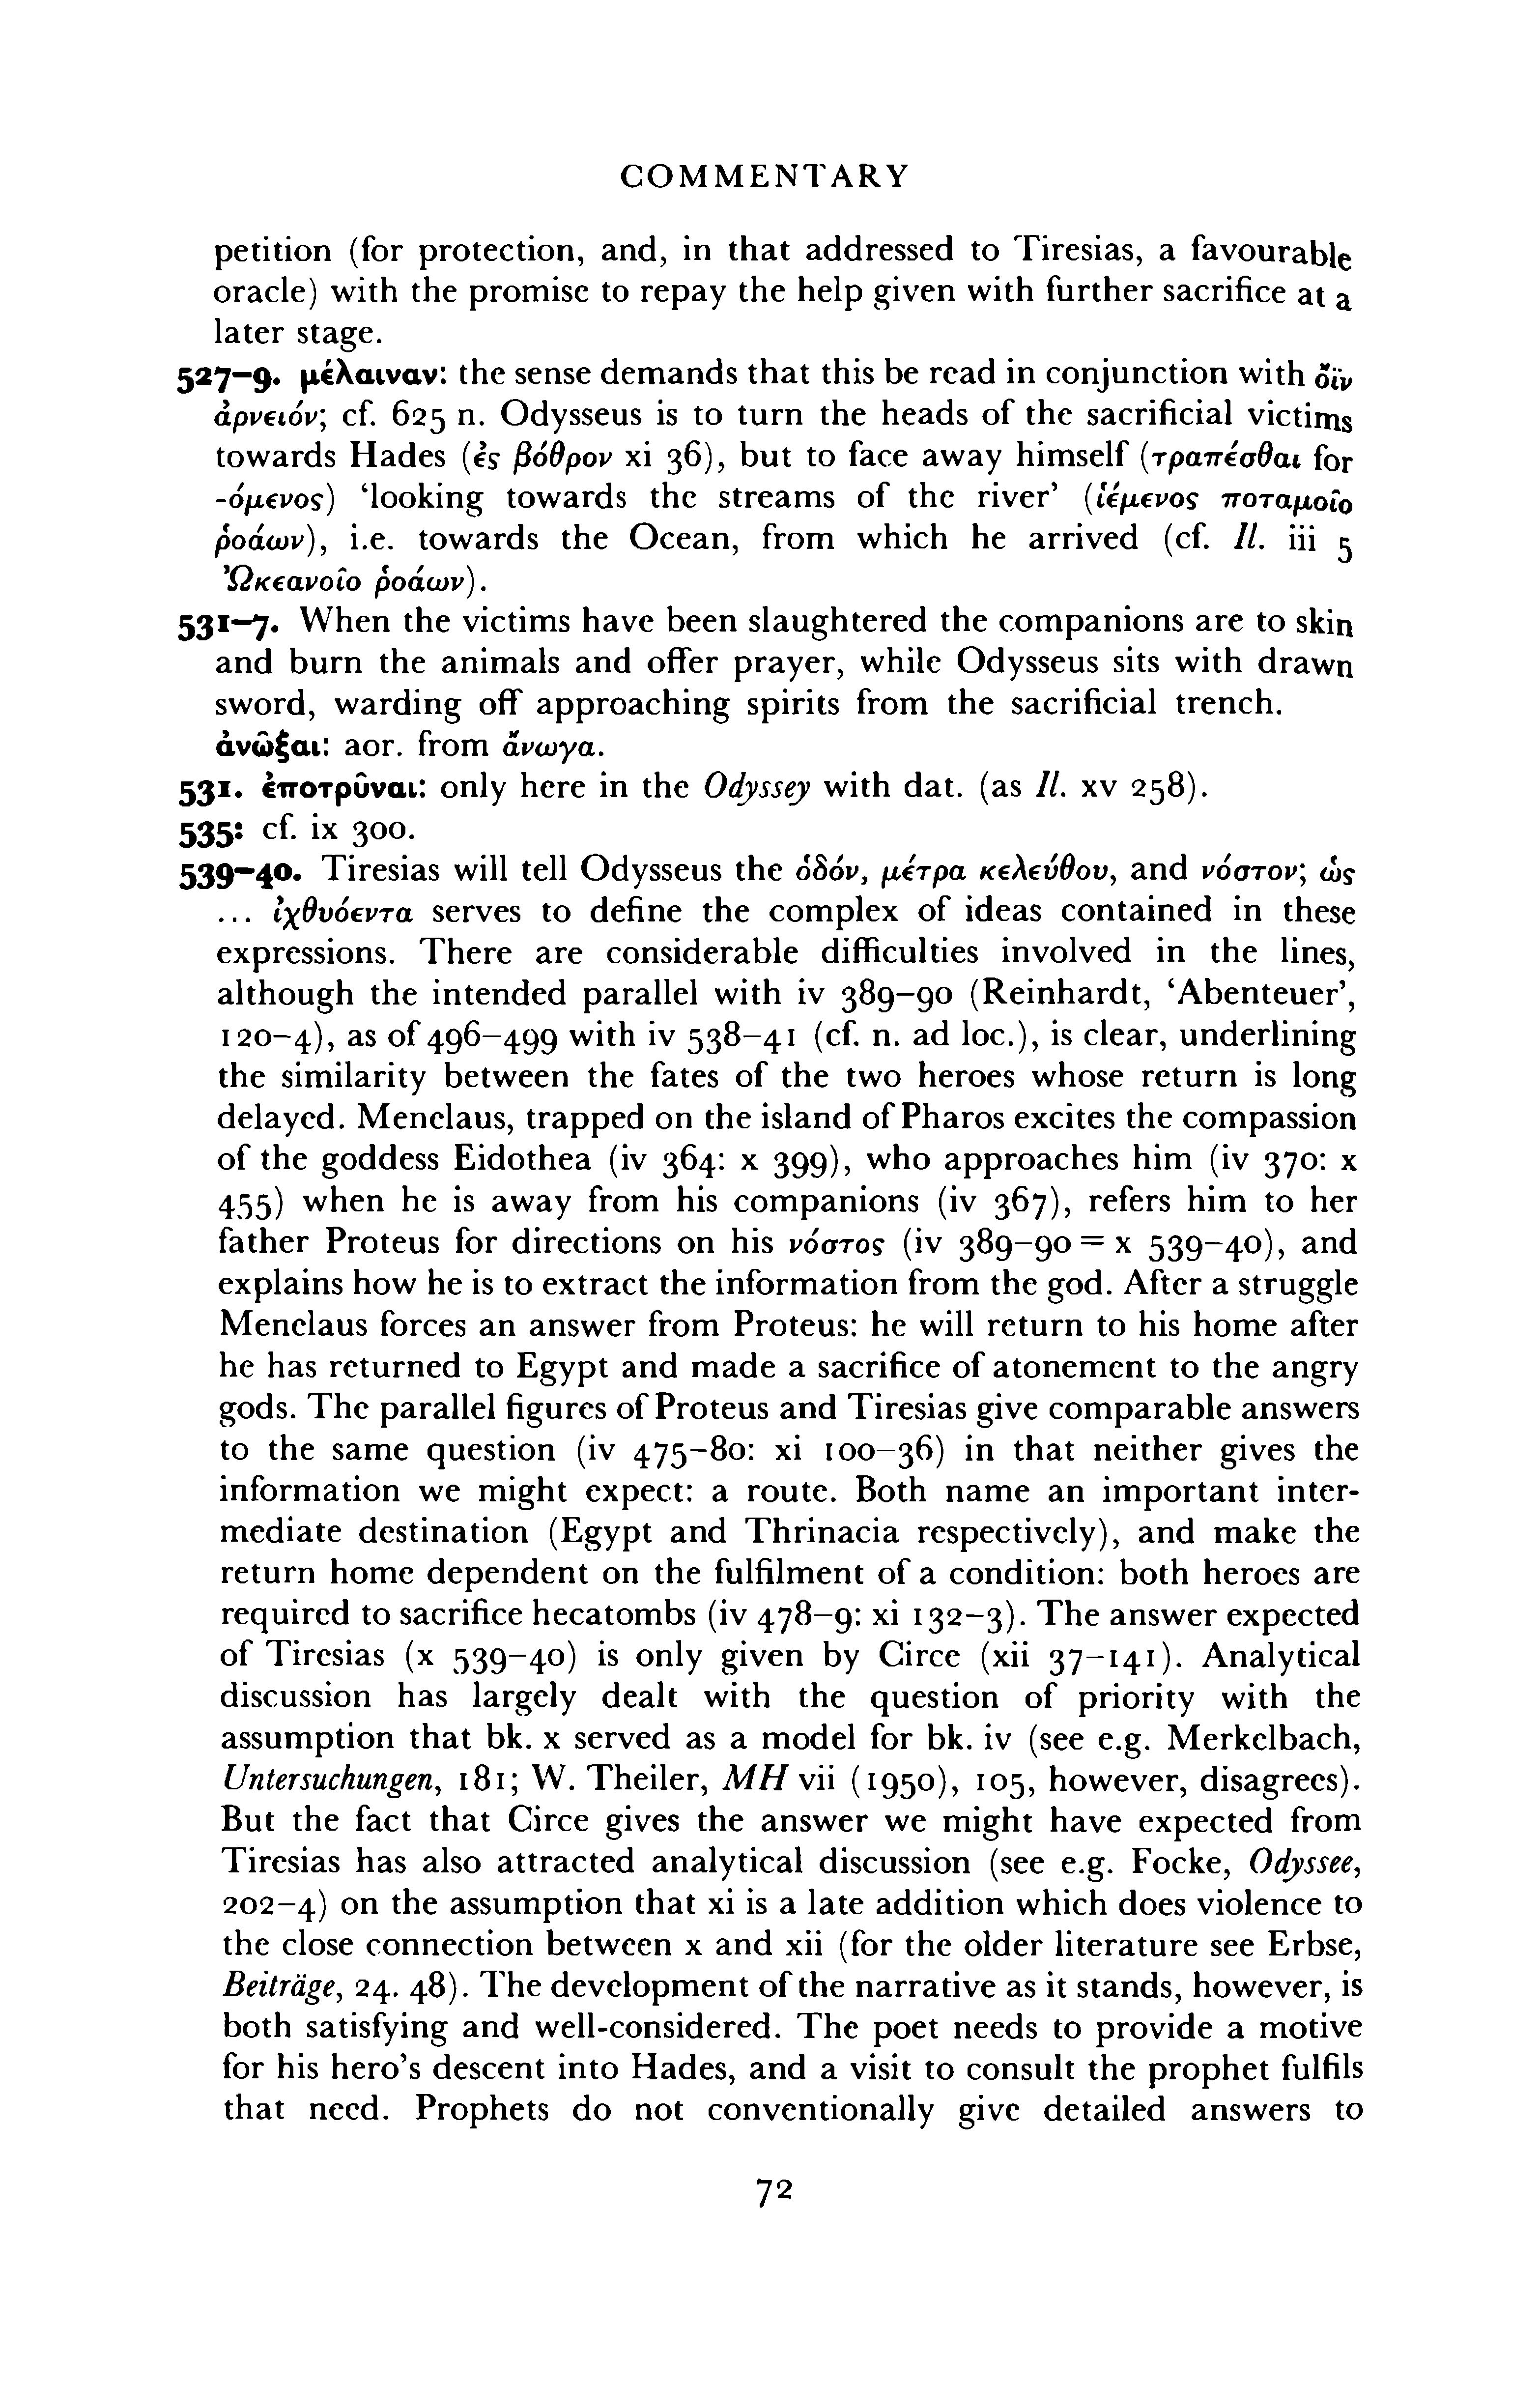 COMMENTARY
petition (for protection, and, in that addressed to Tiresias, a favourable
oracle) with the promise to repay the help given with further sacrifice at a
later stage.
527–9. μέλαιναν: the sense demands that this be read in conjunction with ὄϊν
ἀρνειόν; cf. 625 n. Odysseus is to turn the heads of the sacrificial victims
towards Hades (ἐς βόθρον xi 36), but to face away himself (τραπέσθαι for
-όμενος) ‘looking towards the streams of the river’ (ἱέμενος ποταμοῖο
ῥοάων), i.e. towards the Ocean, from which he arrived (cf. Il. iii 5
Ὠκεανοῖο ῥοάων).
531–7. When the victims have been slaughtered the companions are to skin
and burn the animals and offer prayer, while Odysseus sits with drawn
sword, warding off approaching spirits from the sacrificial trench.
ἀνῶξαι: aor. from ἄνωγα.
531. ἐποτρῦναι: only here in the Odyssey with dat. (as Il. xv 258).
535: cf. ix 300.
539–40. Tiresias will tell Odysseus the ὁδόν, μέτρα κελεύθου, and νόστον; ὡς
... ἰχθυόεντα serves to define the complex of ideas contained in these
expressions. There are considerable difficulties involved in the lines,
although the intended parallel with iv 389–90 (Reinhardt, ‘Abenteuer’,
120–4), as of 496–499 with iv 538–41 (cf. n. ad loc.), is clear, underlining
the similarity between the fates of the two heroes whose return is long
delayed. Menelaus, trapped on the island of Pharos excites the compassion
of the goddess Eidothea (iv 364: x 399), who approaches him (iv 370: x
455) when he is away from his companions (iv 367), refers him to her
father Proteus for directions on his νόστος (iv 389–90 = x 539–40), and
explains how he is to extract the information from the god. After a struggle
Menelaus forces an answer from Proteus: he will return to his home after
he has returned to Egypt and made a sacrifice of atonement to the angry
gods. The parallel figures of Proteus and Tiresias give comparable answers
to the same question (iv 475–80: xi 100–36) in that neither gives the
information we might expect: a route. Both name an important inter-
mediate destination (Egypt and Thrinacia respectively), and make the
return home dependent on the fulfilment of a condition: both heroes are
required to sacrifice hecatombs (iv 478–9: xi 132–3). The answer expected
of Tiresias (x 539–40) is only given by Circe (xii 37–141). Analytical
discussion has largely dealt with the question of priority with the
assumption that bk. x served as a model for bk. iv (see e.g. Merkelbach,
Untersuchungen, 181; W. Theiler, MH vii (1950), 105, however, disagrees).
But the fact that Circe gives the answer we might have expected from
Tiresias has also attracted analytical discussion (see e.g. Focke, Odyssee,
202–4) on the assumption that xi is a late addition which does violence to
the close connection between x and xii (for the older literature see Erbse,
Beiträge, 24. 48). The development of the narrative as it stands, however, is
both satisfying and well-considered. The poet needs to provide a motive
for his hero’s descent into Hades, and a visit to consult the prophet fulfils
that need. Prophets do not conventionally give detailed answers to
72